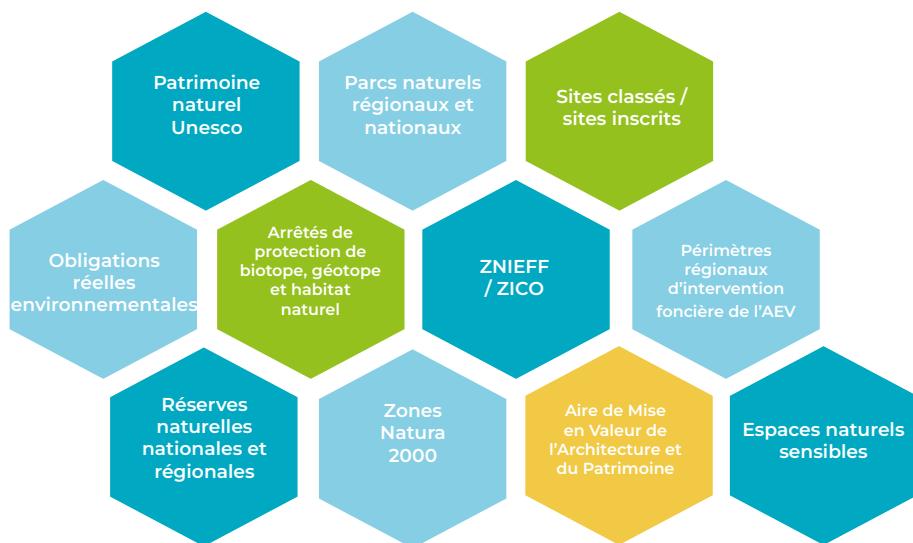 Patrimoine
naturel
Unesco
Parcs naturels
régionaux et
nationaux
Sites classés /
sites inscrits
Obligations
réelles
environnementales
Arrêtés de
protection de
biotope, géotope
et habitat
naturel
ZNIEFF
/ ZICO
Périmètres
régionaux
d’intervention
foncière de l’AEV
Réserves
naturelles
nationales et
régionales
Zones
Natura
2000
Aire de Mise
en Valeur de
l’Architecture et
du Patrimoine
Espaces naturels
sensibles